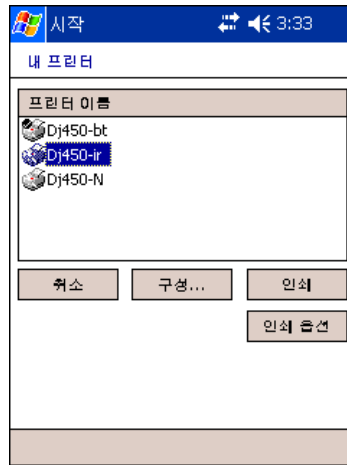 시작 3:33
내 프린터
프린터 이름
Dj450-bt
Dj450-ir
Dj450-N
취소 구성... 인쇄
인쇄 옵션